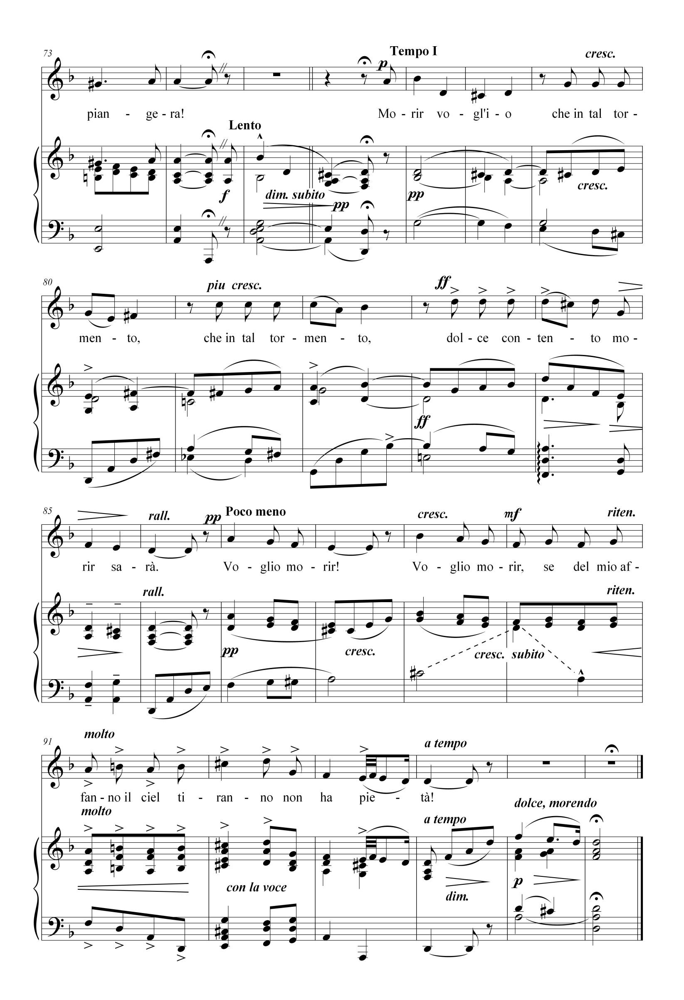 73
Tempo I
cresc.
p
pian - ge - ra! Mo - rir vo - gl'i - o che in tal tor -
Lento
f
dim. subito
pp
pp
cresc.
80
piu cresc.
ff
men - to, che in tal tor - men - to, dol - ce con - ten - to mo -
ff
85
rall.
pp
Poco meno
cresc.
mf
riten.
rir sa - rà. Vo - glio mo - rir! Vo - glio mo - rir, se del mio af -
rall.
riten.
pp
cresc.
cresc. subito
91
molto
a tempo
fan - no il ciel ti - ran - no non ha pie - tà!
molto
a tempo
dolce, morendo
con la voce
dim.
p